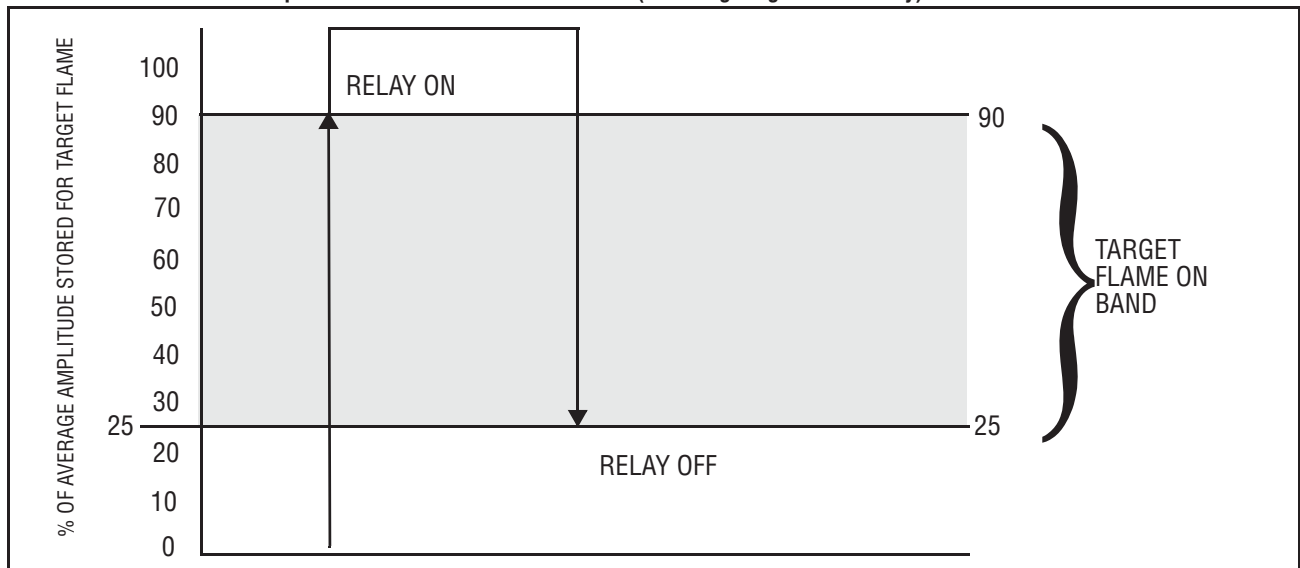 % OF AVERAGE AMPLITUDE STORED FOR TARGET FLAME
100
90
80
70
60
50
40
30
25
20
10
0
RELAY ON
RELAY OFF
90
25
TARGET
FLAME ON
BAND